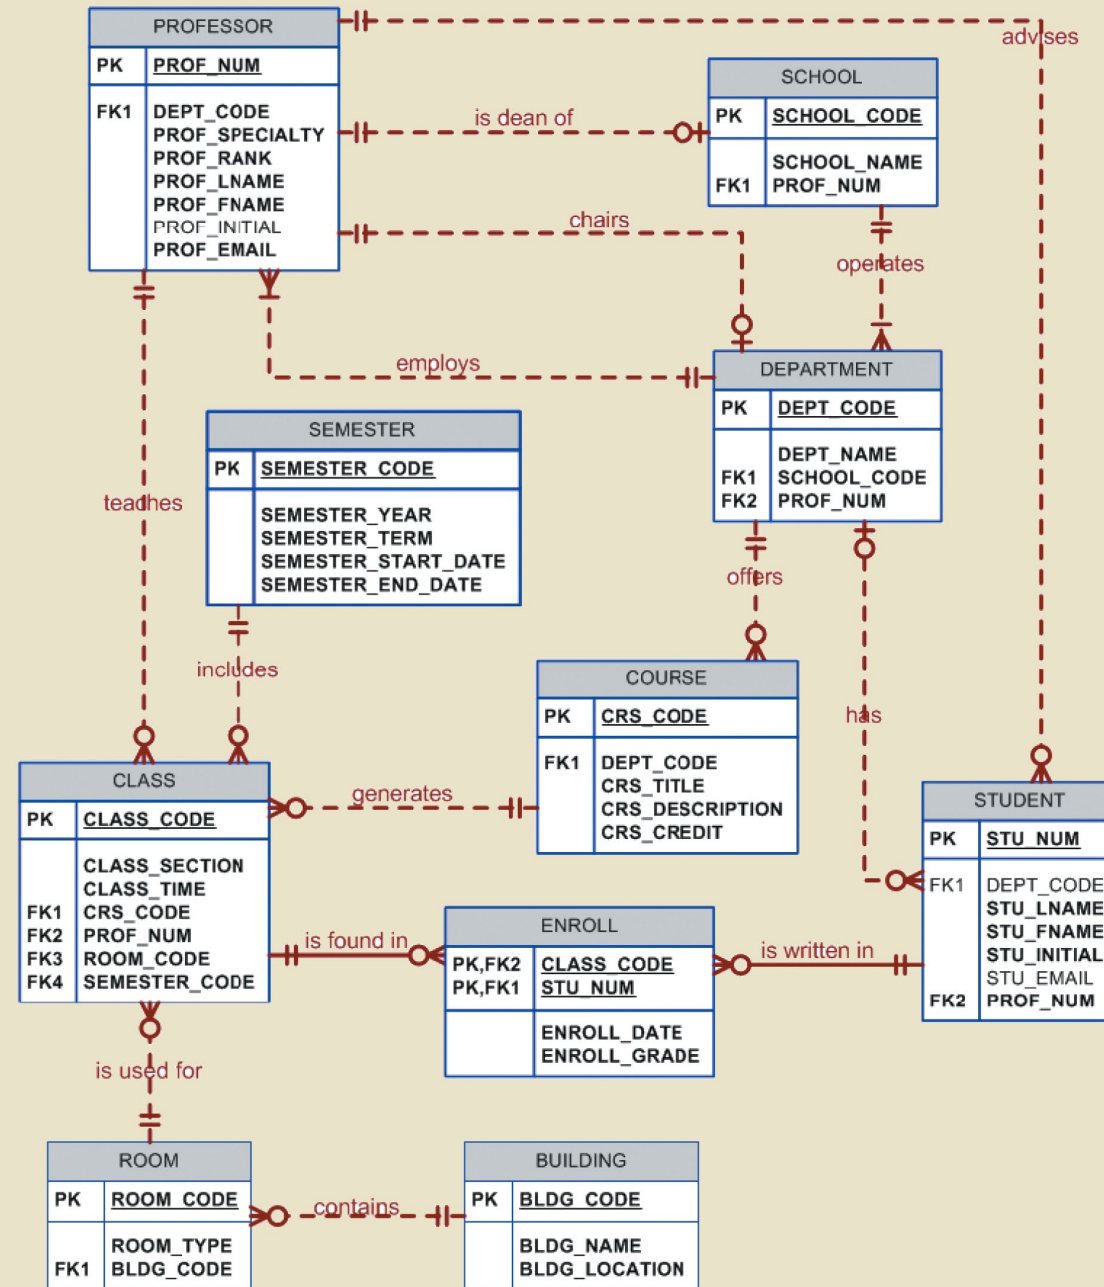 PROFESSOR
PK PROF_NUM
FK1 DEPT_CODE
PROF_SPECIALTY
PROF_RANK
PROF_LNAME
PROF_FNAME
PROF_INITIAL
PROF_EMAIL
advises
is dean of
SCHOOL
PK SCHOOL_CODE
SCHOOL_NAME
FK1 PROF_NUM
chairs
operates
employs
DEPARTMENT
PK DEPT_CODE
DEPT_NAME
FK1 SCHOOL_CODE
FK2 PROF_NUM
SEMESTER
PK SEMESTER_CODE
SEMESTER_YEAR
SEMESTER_TERM
SEMESTER_START_DATE
SEMESTER_END_DATE
teaches
includes
offers
has
COURSE
PK CRS_CODE
FK1 DEPT_CODE
CRS_TITLE
CRS_DESCRIPTION
CRS_CREDIT
generates
CLASS
PK CLASS_CODE
CLASS_SECTION
CLASS_TIME
FK1 CRS_CODE
FK2 PROF_NUM
FK3 ROOM_CODE
FK4 SEMESTER_CODE
is found in
ENROLL
PK,FK2 CLASS_CODE
PK,FK1 STU_NUM
ENROLL_DATE
ENROLL_GRADE
is written in
STUDENT
PK STU_NUM
FK1 DEPT_CODE
STU_LNAME
STU_FNAME
STU_INITIAL
STU_EMAIL
FK2 PROF_NUM
is used for
ROOM
PK ROOM_CODE
ROOM_TYPE
FK1 BLDG_CODE
contains
BUILDING
PK BLDG_CODE
BLDG_NAME
BLDG_LOCATION